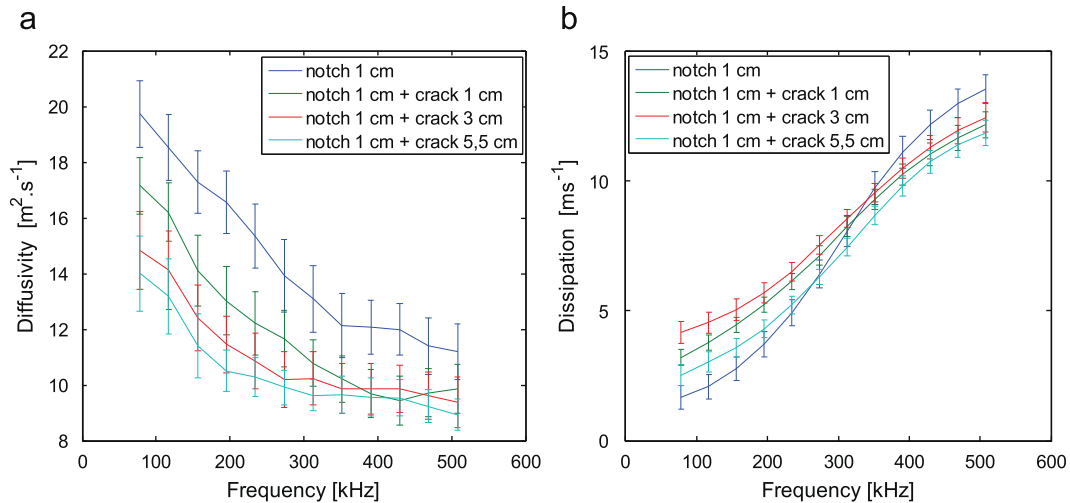 a
22
20
18
16
14
12
10
8
0
100
200
300
400
500
600
Diffusivity [m².s⁻¹]
Frequency [kHz]
notch 1 cm
notch 1 cm + crack 1 cm
notch 1 cm + crack 3 cm
notch 1 cm + crack 5,5 cm
b
15
10
5
0
0
100
200
300
400
500
600
Dissipation [ms⁻¹]
Frequency [kHz]
notch 1 cm
notch 1 cm + crack 1 cm
notch 1 cm + crack 3 cm
notch 1 cm + crack 5,5 cm